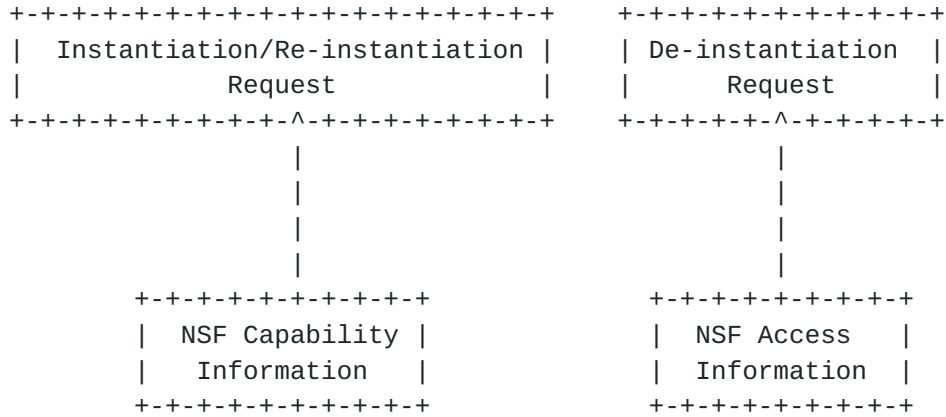 Instantiation/Re-instantiation
Request
De-instantiation
Request
NSF Capability
Information
NSF Access
Information